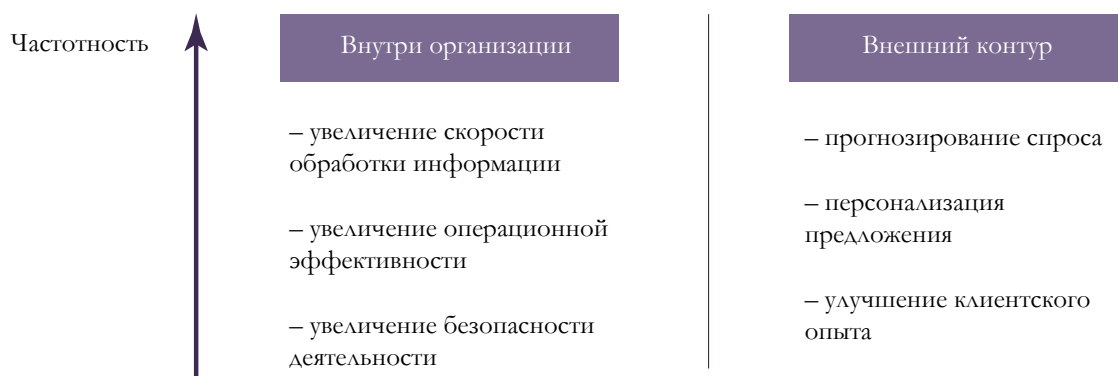 Частотность
Внутри организации
– увеличение скорости
обработки информации
– увеличение операционной
эффективности
– увеличение безопасности
деятельности
Внешний контур
– прогнозирование спроса
– персонализация
предложения
– улучшение клиентского
опыта